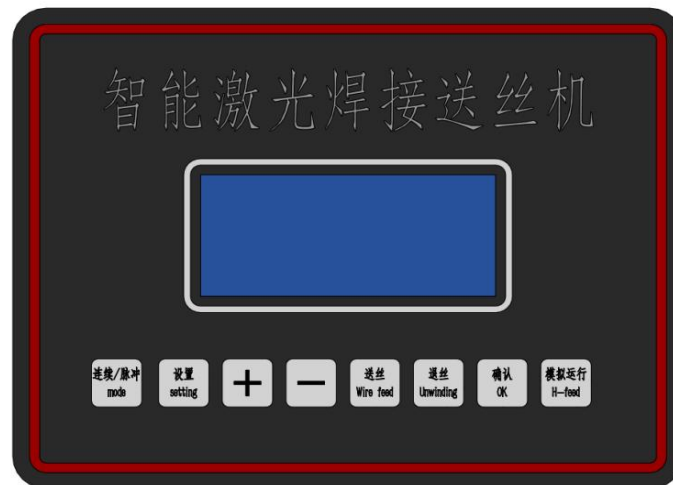 智能激光焊接送丝机
连续/脉冲
mode
设置
setting
+
−
送丝
Wire feed
退丝
Unwinding
确认
OK
模拟运行
H-feed